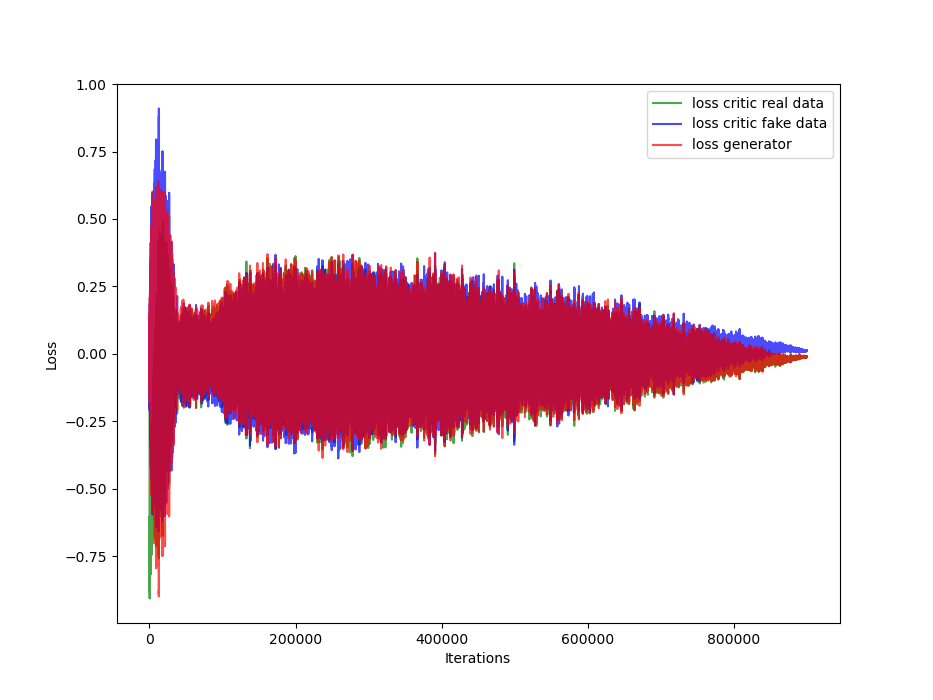 1.00
0.75
0.50
0.25
0.00
−0.25
−0.50
−0.75
Loss
0
200000
400000
600000
800000
Iterations
loss critic real data
loss critic fake data
loss generator